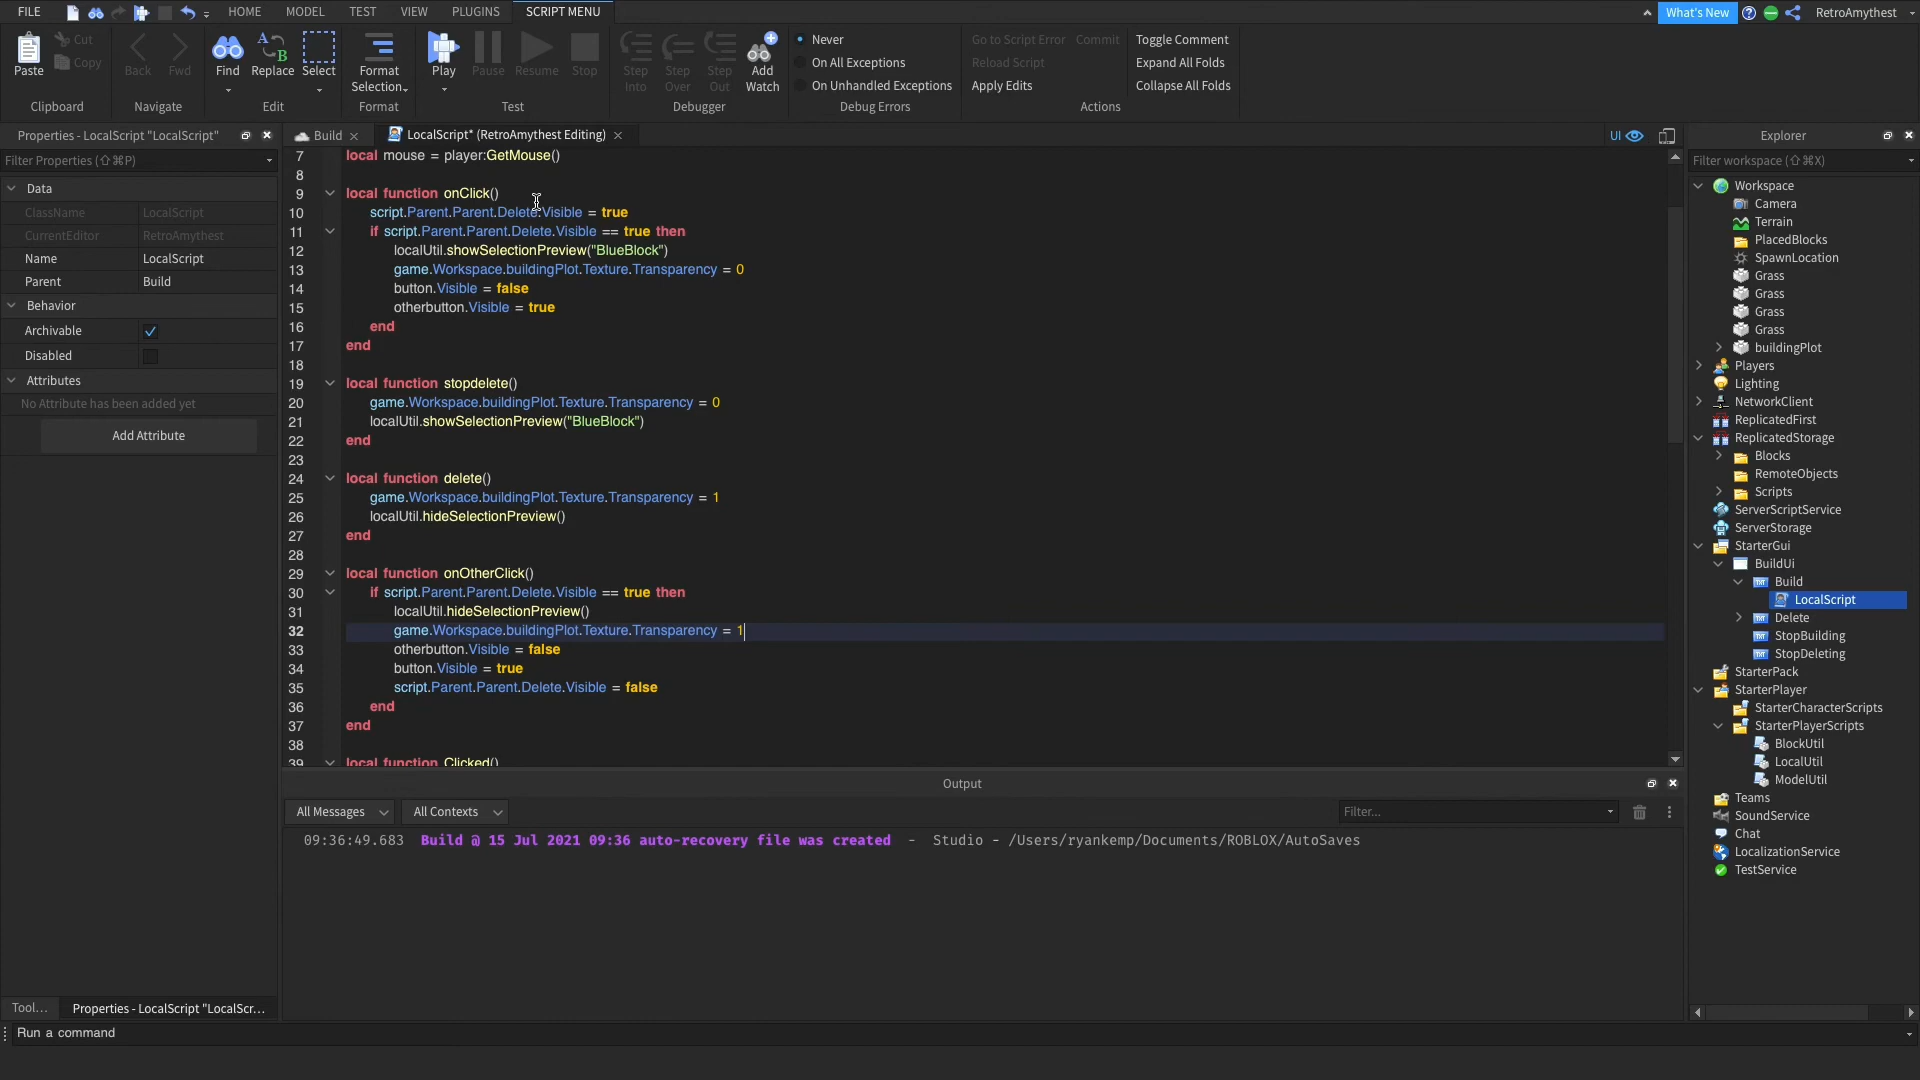 FILE
HOME
MODEL
TEST
VIEW
PLUGINS
SCRIPT MENU
What's New
RetroAmythest
Paste
Cut
Copy
Clipboard
Back
Fwd
Navigate
Find
Replace
Select
Edit
Format
Selection
Format
Play
Pause
Resume
Stop
Test
Step
Into
Step
Over
Step
Out
Add
Watch
Debugger
Never
On All Exceptions
On Unhandled Exceptions
Debug Errors
Go to Script Error
Commit
Reload Script
Apply Edits
Toggle Comment
Expand All Folds
Collapse All Folds
Actions
Properties - LocalScript "LocalScript"
Filter Properties (⇧⌘P)
Data
ClassName LocalScript
CurrentEditor RetroAmythest
Name LocalScript
Parent Build
Behavior
Archivable
Disabled
Attributes
No Attribute has been added yet
Add Attribute
Tool...
Properties - LocalScript "LocalScr...
Build
LocalScript* (RetroAmythest Editing)
UI
7 local mouse = player:GetMouse()
8
9 local function onClick()
10 script.Parent.Parent.Delete.Visible = true
11 if script.Parent.Parent.Delete.Visible == true then
12 localUtil.showSelectionPreview("BlueBlock")
13 game.Workspace.buildingPlot.Texture.Transparency = 0
14 button.Visible = false
15 otherbutton.Visible = true
16 end
17 end
18
19 local function stopdelete()
20 game.Workspace.buildingPlot.Texture.Transparency = 0
21 localUtil.showSelectionPreview("BlueBlock")
22 end
23
24 local function delete()
25 game.Workspace.buildingPlot.Texture.Transparency = 1
26 localUtil.hideSelectionPreview()
27 end
28
29 local function onOtherClick()
30 if script.Parent.Parent.Delete.Visible == true then
31 localUtil.hideSelectionPreview()
32 game.Workspace.buildingPlot.Texture.Transparency = 1
33 otherbutton.Visible = false
34 button.Visible = true
35 script.Parent.Parent.Delete.Visible = false
36 end
37 end
38
39 local function Clicked()
Output
All Messages
All Contexts
Filter...
09:36:49.683 Build @ 15 Jul 2021 09:36 auto-recovery file was created - Studio - /Users/ryankemp/Documents/ROBLOX/AutoSaves
Explorer
Filter workspace (⇧⌘X)
Workspace
Camera
Terrain
PlacedBlocks
SpawnLocation
Grass
Grass
Grass
Grass
buildingPlot
Players
Lighting
NetworkClient
ReplicatedFirst
ReplicatedStorage
Blocks
RemoteObjects
Scripts
ServerScriptService
ServerStorage
StarterGui
BuildUi
Build
LocalScript
Delete
StopBuilding
StopDeleting
StarterPack
StarterPlayer
StarterCharacterScripts
StarterPlayerScripts
BlockUtil
LocalUtil
ModelUtil
Teams
SoundService
Chat
LocalizationService
TestService
Run a command